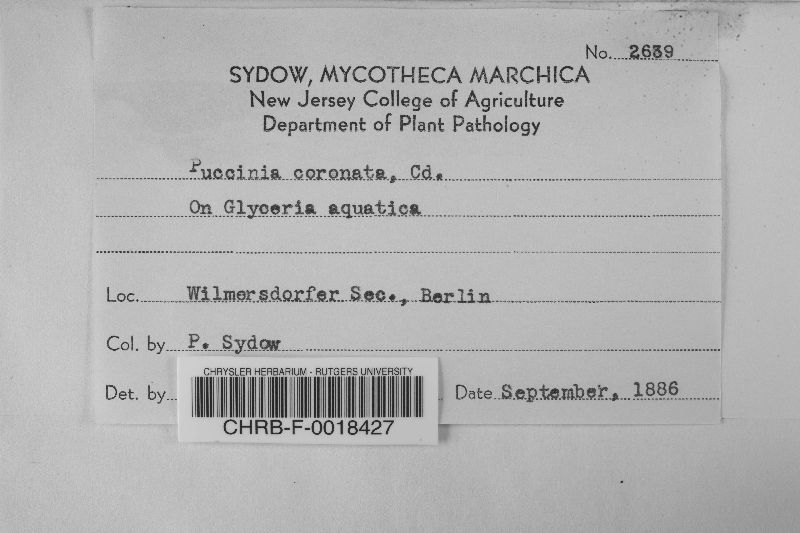 No. 2639
SYDOW, MYCOTHECA MARCHICA
New Jersey College of Agriculture
Department of Plant Pathology
Puccinia coronata, Cd.
On Glyceria aquatica
Loc. Wilmersdorfer Sec., Berlin
Col. by P. Sydow
Det. by
Date September, 1886
CHRYSLER HERBARIUM - RUTGERS UNIVERSITY
CHRB-F-0018427